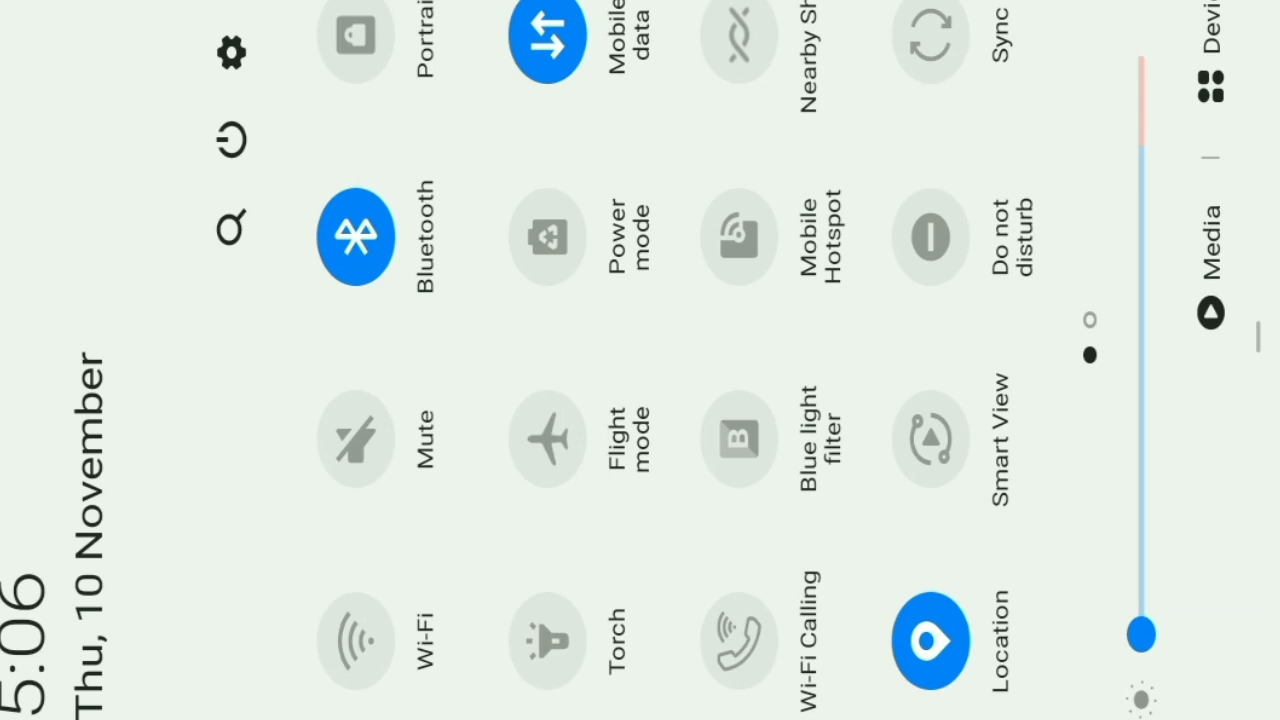 5:06
Thu, 10 November
Wi-Fi
Mute
Bluetooth
Portrai
Torch
Flight
mode
Power
mode
Mobile
data
Wi-Fi Calling
Blue light
filter
Mobile
Hotspot
Nearby Sh
Location
Smart View
Do not
disturb
Sync
Media
Devi